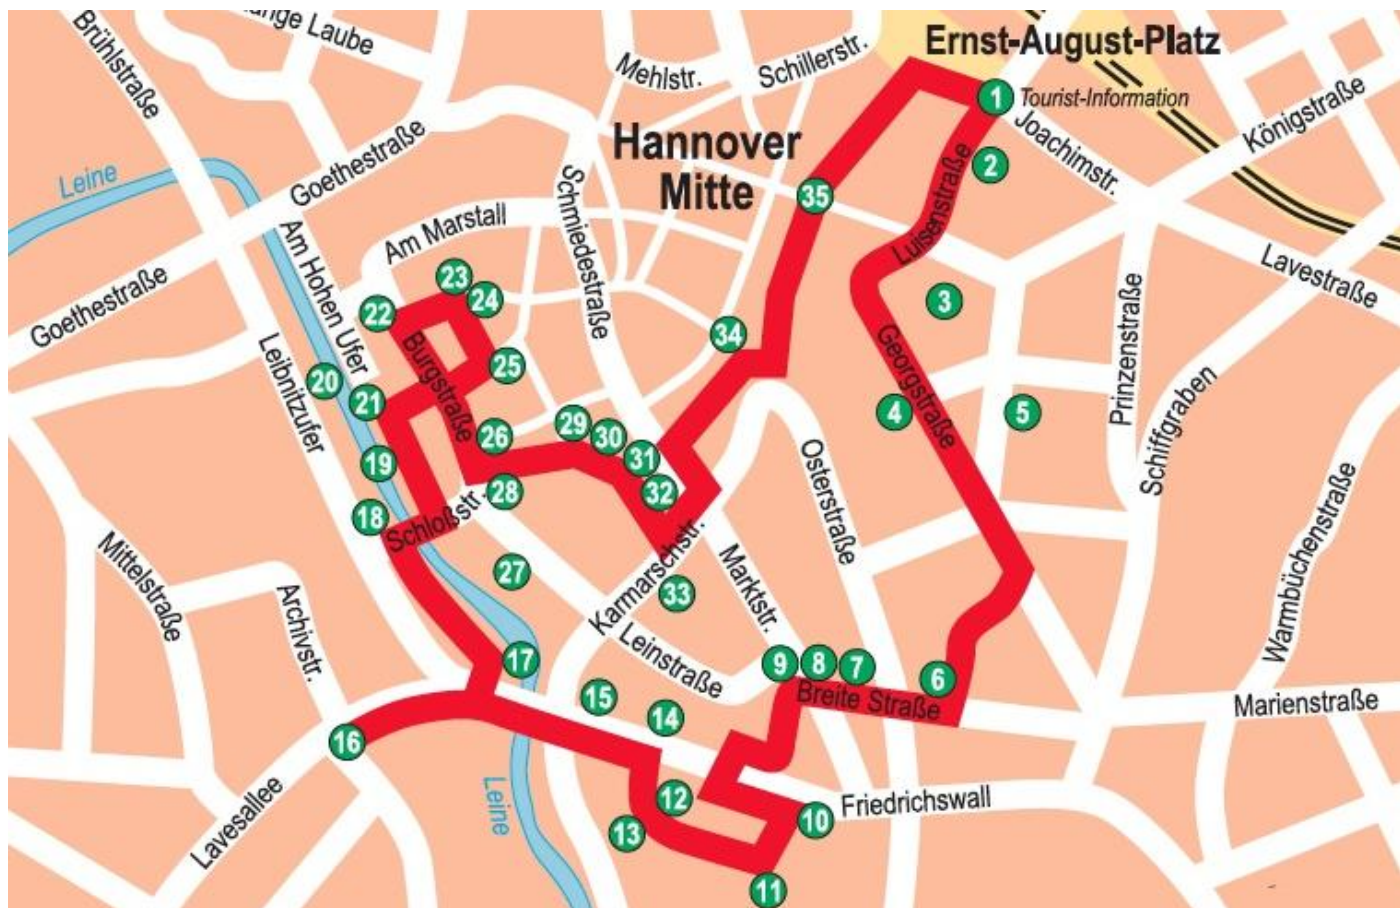 Ernst-August-Platz
Tourist-Information
Hannover
Mitte
Brühlstraße
ange Laube
Mehlstr.
Schillerstr.
Joachimstr.
Königstraße
Leine
Goethestraße
Am Marstall
Schmiedestraße
Luisenstraße
Lavestraße
Goethestraße
Am Hohen Ufer
Leibnitzufer
Burgstraße
Georgstraße
Prinzenstraße
Schiffgraben
Osterstraße
Warmbüchenstraße
Schloßstr.
Mittelstraße
Archivstr.
Karmarschstr.
Marktstr.
Leinstraße
Breite Straße
Marienstraße
Friedrichswall
Lavesallee
Leine
1
2
3
4
5
6
7
8
9
10
11
12
13
14
15
16
17
18
19
20
21
22
23
24
25
26
27
28
29
30
31
32
33
34
35